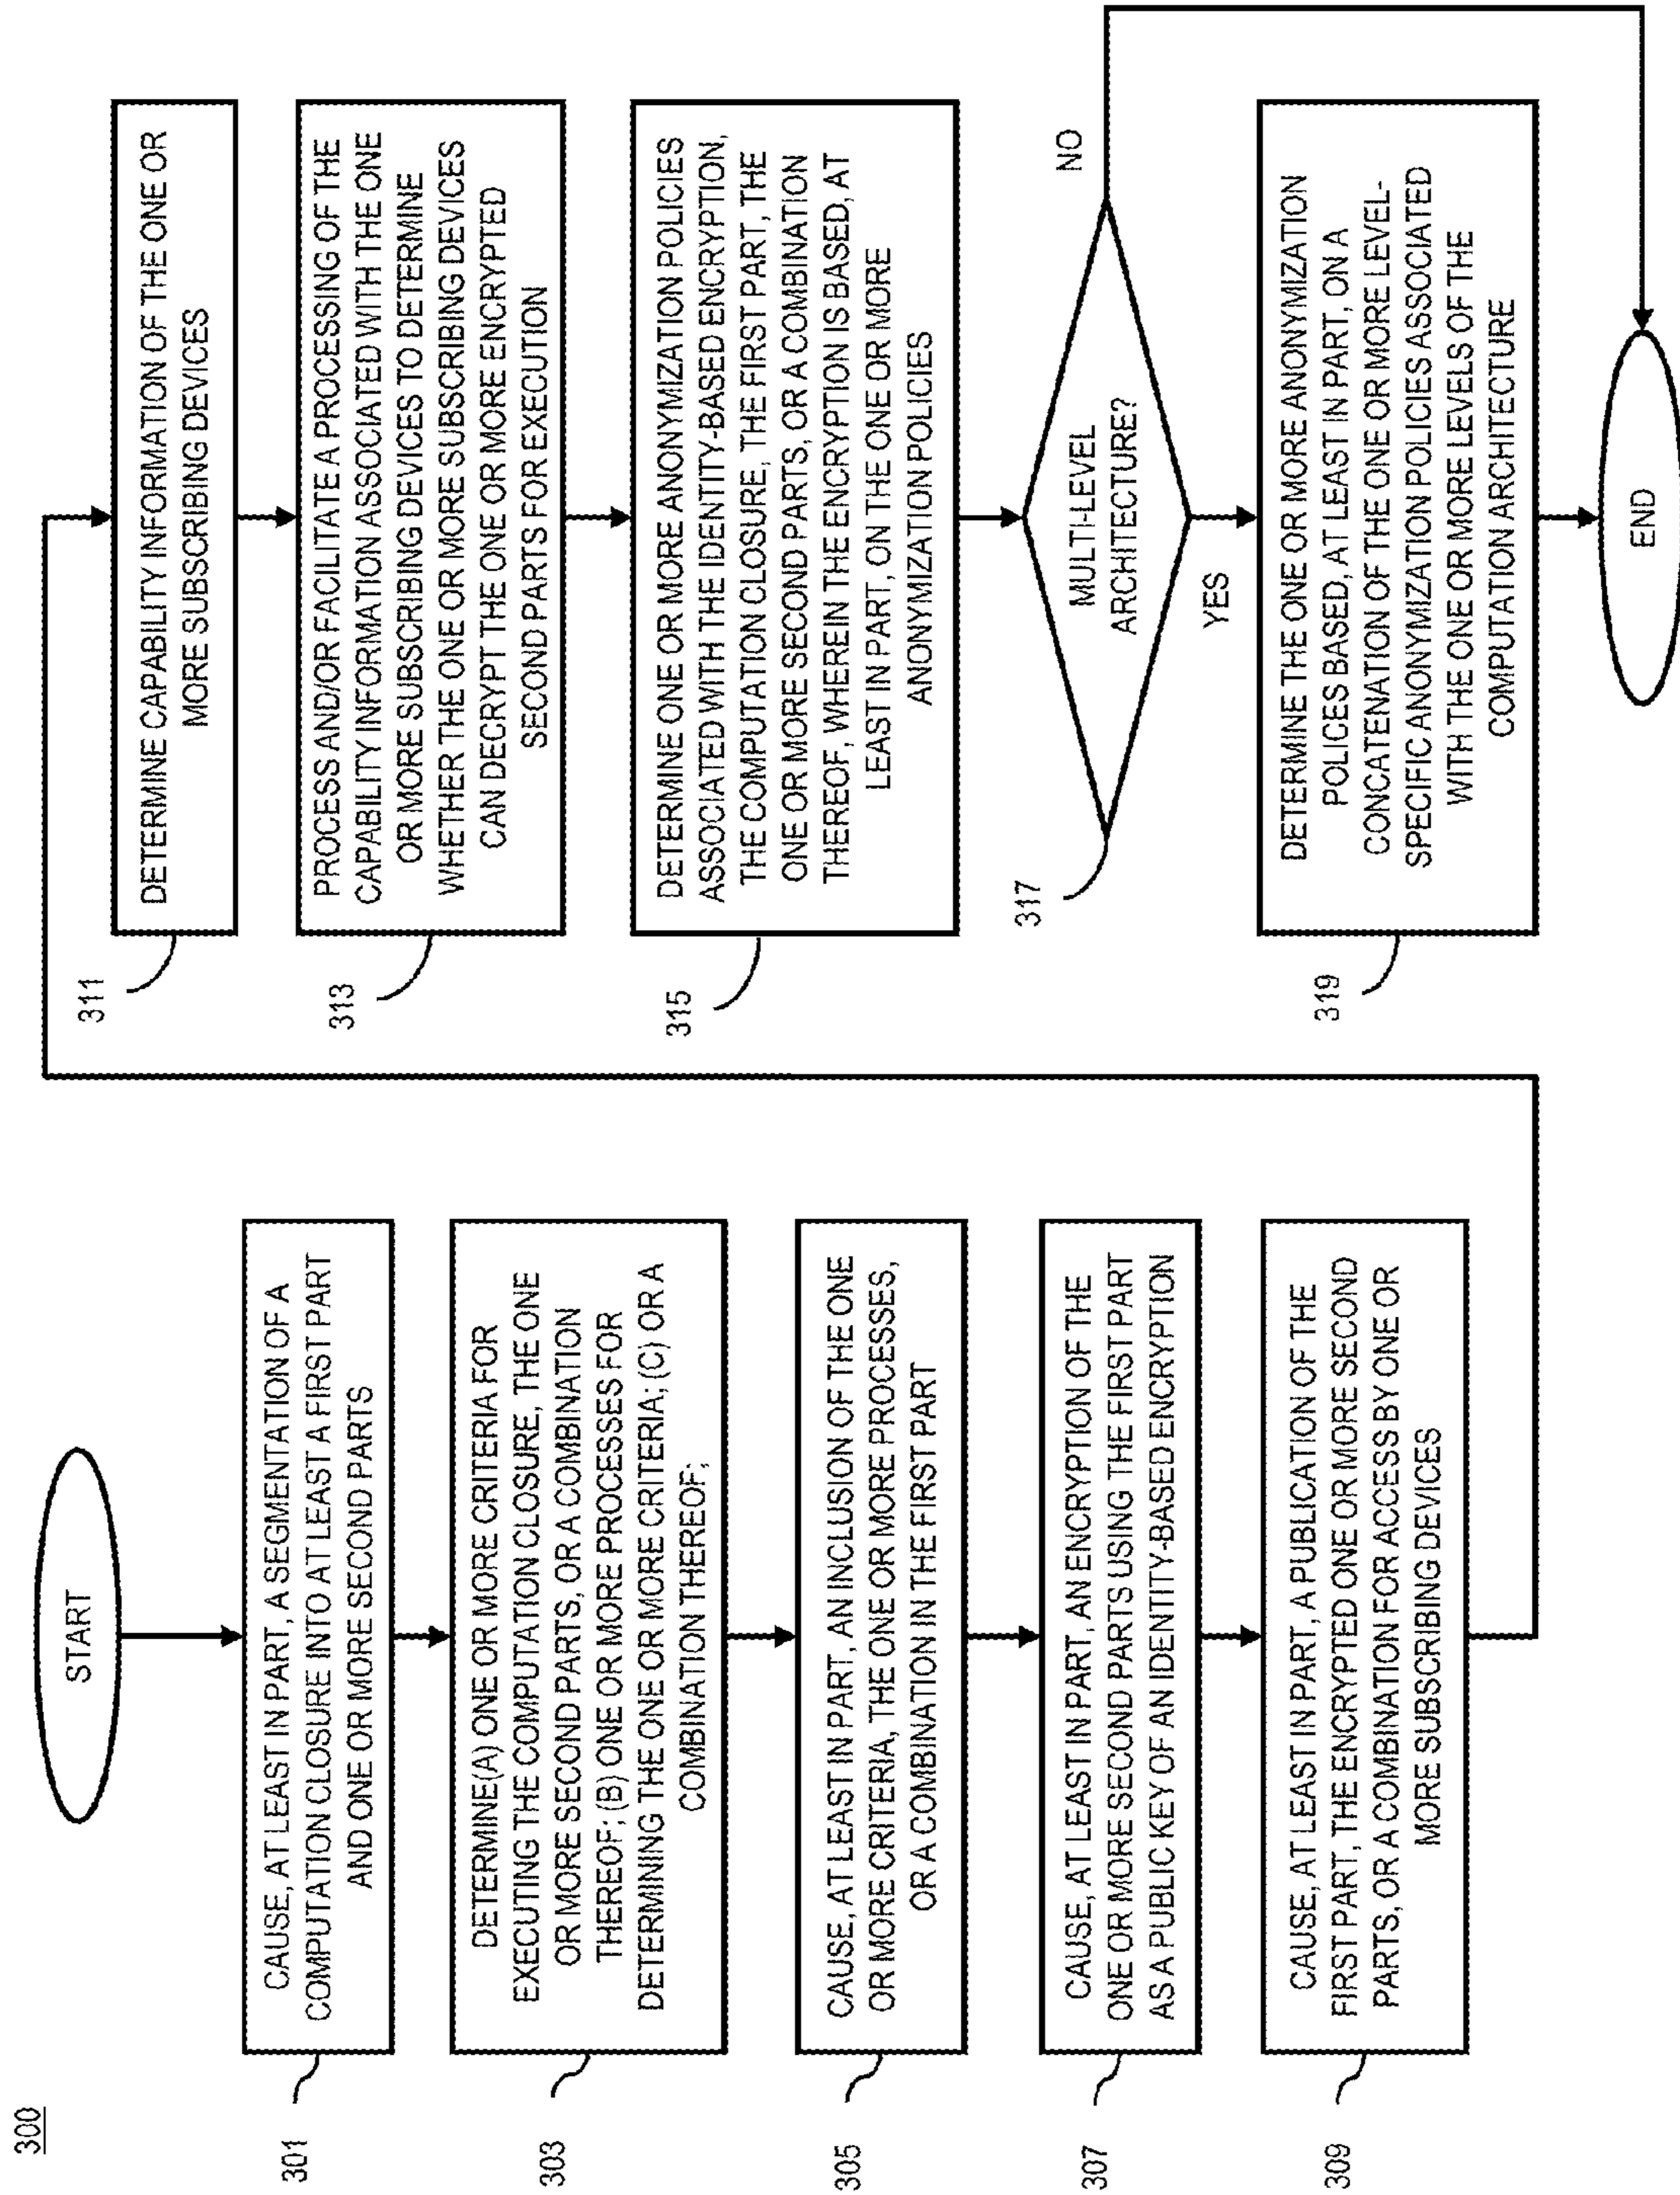 300
START
301
CAUSE, AT LEAST IN PART, A SEGMENTATION OF A
COMPUTATION CLOSURE INTO AT LEAST A FIRST PART
AND ONE OR MORE SECOND PARTS
303
DETERMINE(A) ONE OR MORE CRITERIA FOR
EXECUTING THE COMPUTATION CLOSURE, THE ONE
OR MORE SECOND PARTS, OR A COMBINATION
THEREOF; (B) ONE OR MORE PROCESSES FOR
DETERMINING THE ONE OR MORE CRITERIA; (C) OR A
COMBINATION THEREOF;
305
CAUSE, AT LEAST IN PART, AN INCLUSION OF THE ONE
OR MORE CRITERIA, THE ONE OR MORE PROCESSES,
OR A COMBINATION IN THE FIRST PART
307
CAUSE, AT LEAST IN PART, AN ENCRYPTION OF THE
ONE OR MORE SECOND PARTS USING THE FIRST PART
AS A PUBLIC KEY OF AN IDENTITY-BASED ENCRYPTION
309
CAUSE, AT LEAST IN PART, A PUBLICATION OF THE
FIRST PART, THE ENCRYPTED ONE OR MORE SECOND
PARTS, OR A COMBINATION FOR ACCESS BY ONE OR
MORE SUBSCRIBING DEVICES
311
DETERMINE CAPABILITY INFORMATION OF THE ONE OR
MORE SUBSCRIBING DEVICES
313
PROCESS AND/OR FACILITATE A PROCESSING OF THE
CAPABILITY INFORMATION ASSOCIATED WITH THE ONE
OR MORE SUBSCRIBING DEVICES TO DETERMINE
WHETHER THE ONE OR MORE SUBSCRIBING DEVICES
CAN DECRYPT THE ONE OR MORE ENCRYPTED
SECOND PARTS FOR EXECUTION
315
DETERMINE ONE OR MORE ANONYMIZATION POLICIES
ASSOCIATED WITH THE IDENTITY-BASED ENCRYPTION,
THE COMPUTATION CLOSURE, THE FIRST PART, THE
ONE OR MORE SECOND PARTS, OR A COMBINATION
THEREOF, WHEREIN THE ENCRYPTION IS BASED, AT
LEAST IN PART, ON THE ONE OR MORE
ANONYMIZATION POLICIES
317
MULTI-LEVEL
ARCHITECTURE?
NO
YES
319
DETERMINE THE ONE OR MORE ANONYMIZATION
POLICES BASED, AT LEAST IN PART, ON A
CONCATENATION OF THE ONE OR MORE LEVEL-
SPECIFIC ANONYMIZATION POLICIES ASSOCIATED
WITH THE ONE OR MORE LEVELS OF THE
COMPUTATION ARCHITECTURE
END